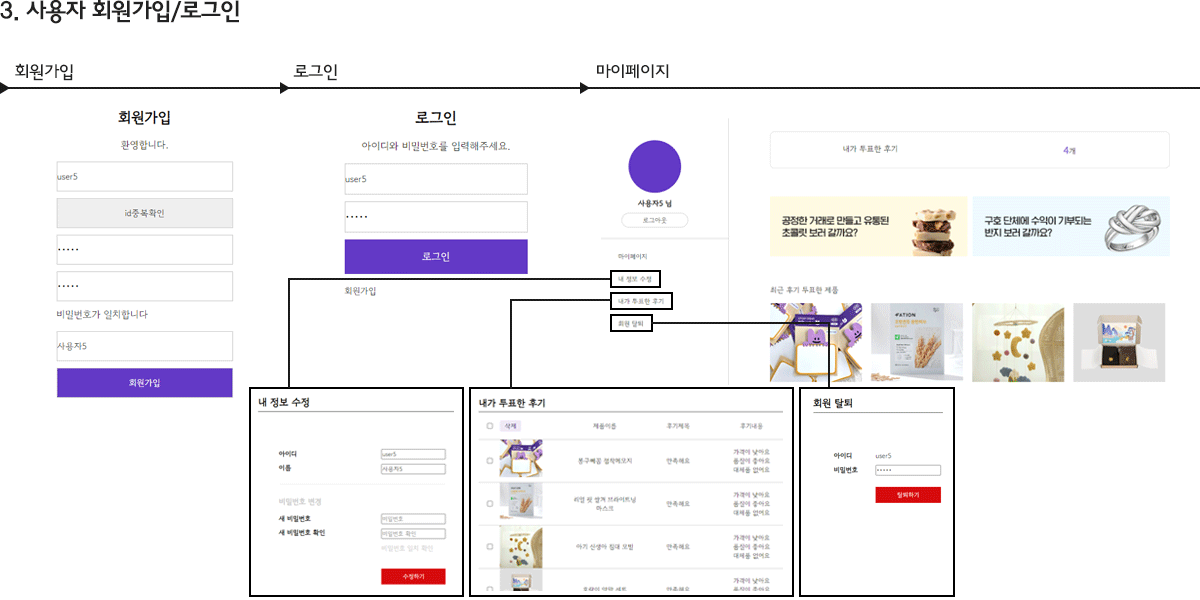 3. 사용자 회원가입/로그인
회원가입
로그인
마이페이지
회원가입
환영합니다.
user5
id중복확인
•••••
•••••
비밀번호가 일치합니다
사용자5
회원가입
로그인
아이디와 비밀번호를 입력해주세요.
user5
•••••
로그인
회원가입
사용자5 님
로그아웃
마이페이지
내 정보 수정
내가 투표한 후기
회원 탈퇴
내가 투표한 후기
4개
공정한 거래로 만들고 유통된
초콜릿 보러 갈까요?
구호 단체에 수익이 기부되는
반지 보러 갈까요?
최근 후기 투표한 제품
내 정보 수정
아이디
user5
이름
사용자5
비밀번호 변경
새 비밀번호
비밀번호
새 비밀번호 확인
비밀번호 확인
비밀번호 일치 확인
수정하기
내가 투표한 후기
삭제
제품이름
후기제목
후기내용
만족해요
가격이 낮아요
품질이 좋아요
대체품 없어요
리얼 핏 쌀겨 브라이트닝
마스크
만족해요
가격이 낮아요
품질이 좋아요
대체품 없어요
아기 신생아 침대 모빌
만족해요
가격이 낮아요
품질이 좋아요
대체품 없어요
만족해요
가격이 낮아요
품질이 좋아요
회원 탈퇴
아이디
user5
비밀번호
•••••
탈퇴하기